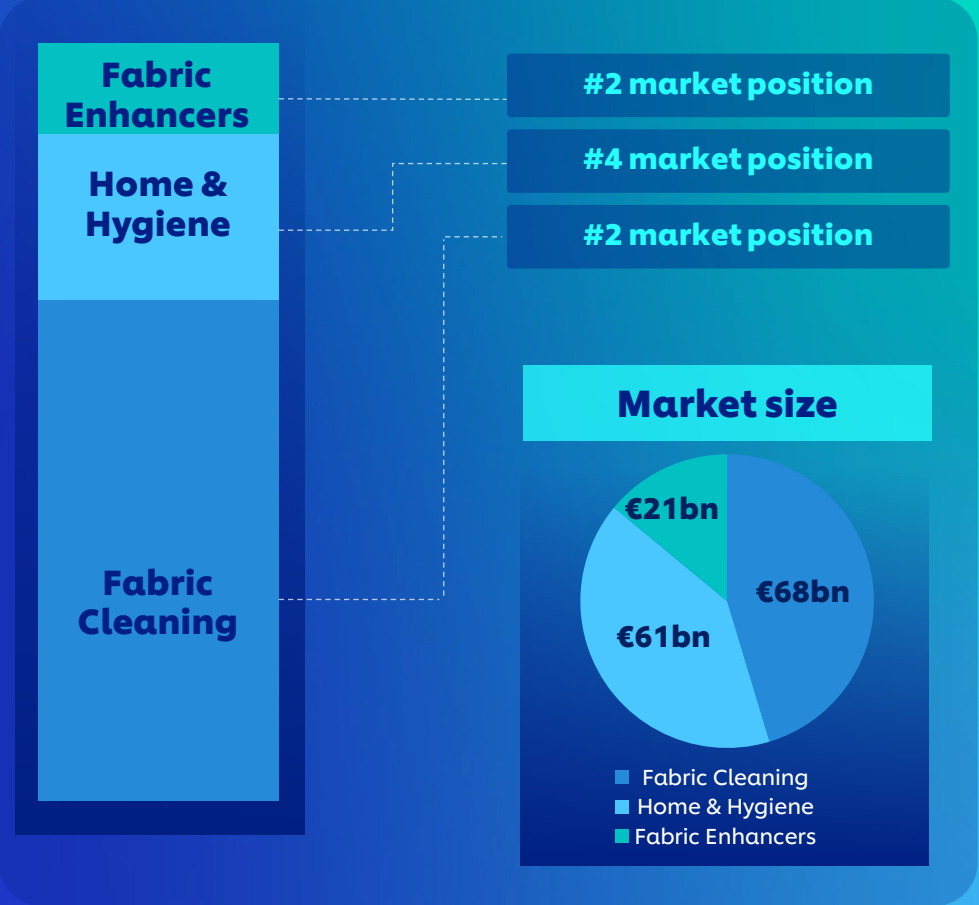 Fabric
Enhancers
#2 market position
Home &
Hygiene
#4 market position
#2 market position
Fabric
Cleaning
Market size
€21bn
€68bn
€61bn
Fabric Cleaning
Home & Hygiene
Fabric Enhancers